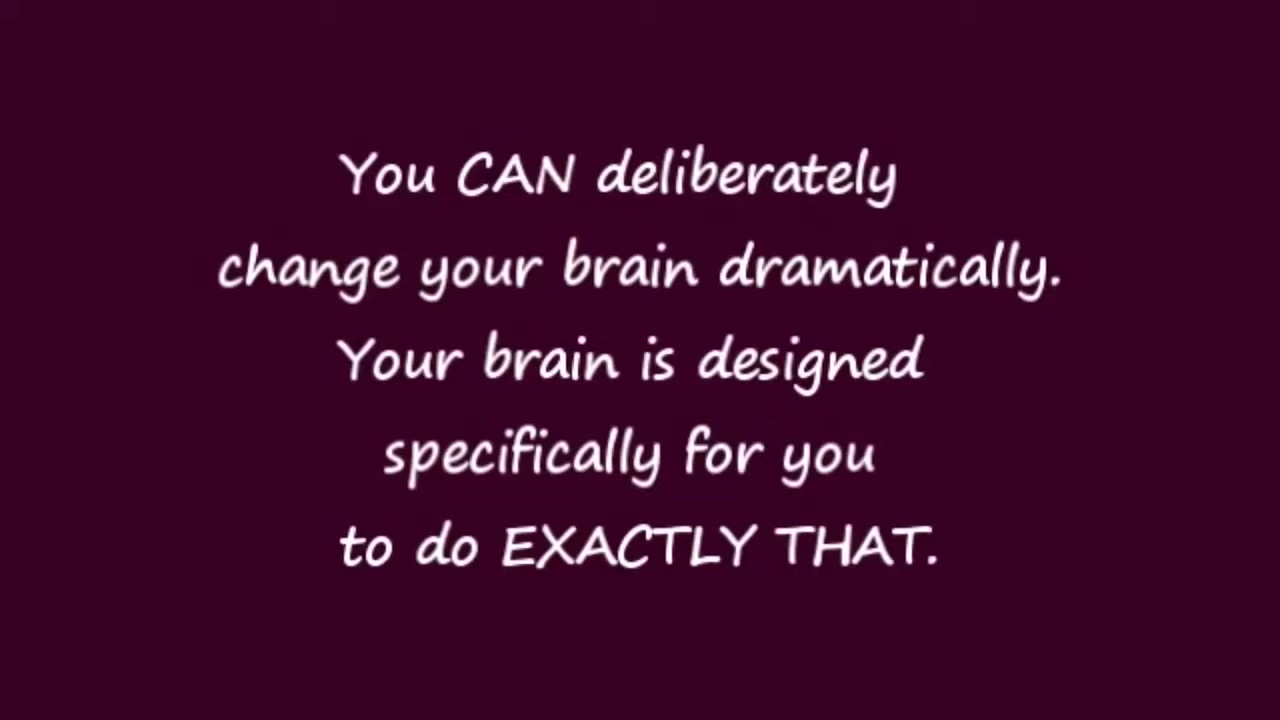 You CAN deliberately
change your brain dramatically.
Your brain is designed
specifically for you
to do EXACTLY THAT.